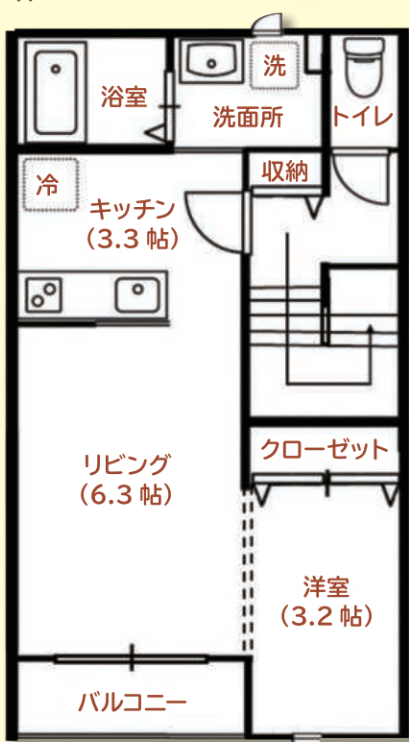 浴室
洗
洗面所
トイレ
冷
キッチン
(3.3 帖)
収納
リビング
(6.3 帖)
クローゼット
洋室
(3.2 帖)
バルコニー